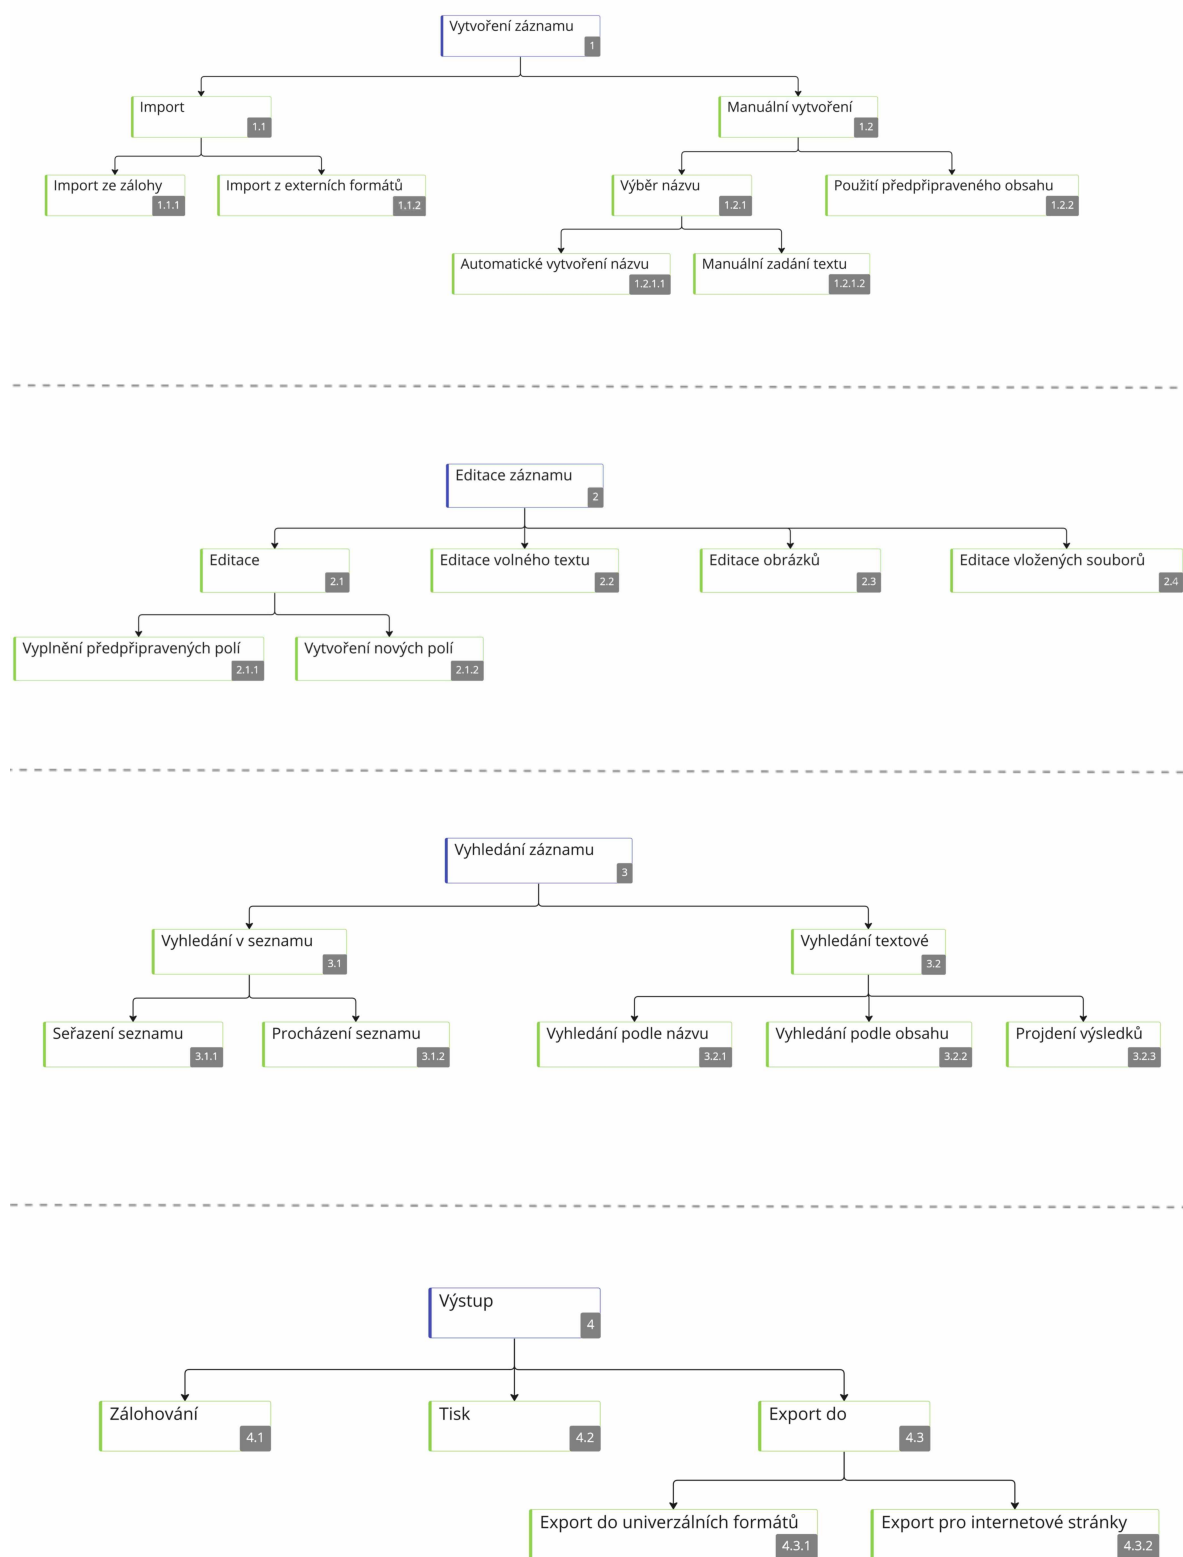 Vytvoření záznamu
1
Import
1.1
Manuální vytvoření
1.2
Import ze zálohy
1.1.1
Import z externích formátů
1.1.2
Výběr názvu
1.2.1
Použití předpřipraveného obsahu
1.2.2
Automatické vytvoření názvu
1.2.1.1
Manuální zadání textu
1.2.1.2
Editace záznamu
2
Editace
2.1
Editace volného textu
2.2
Editace obrázků
2.3
Editace vložených souborů
2.4
Vyplnění předpřipravených polí
2.1.1
Vytvoření nových polí
2.1.2
Vyhledání záznamu
3
Vyhledání v seznamu
3.1
Vyhledání textové
3.2
Seřazení seznamu
3.1.1
Procházení seznamu
3.1.2
Vyhledání podle názvu
3.2.1
Vyhledání podle obsahu
3.2.2
Projdení výsledků
3.2.3
Výstup
4
Zálohování
4.1
Tisk
4.2
Export do
4.3
Export do univerzálních formátů
4.3.1
Export pro internetové stránky
4.3.2